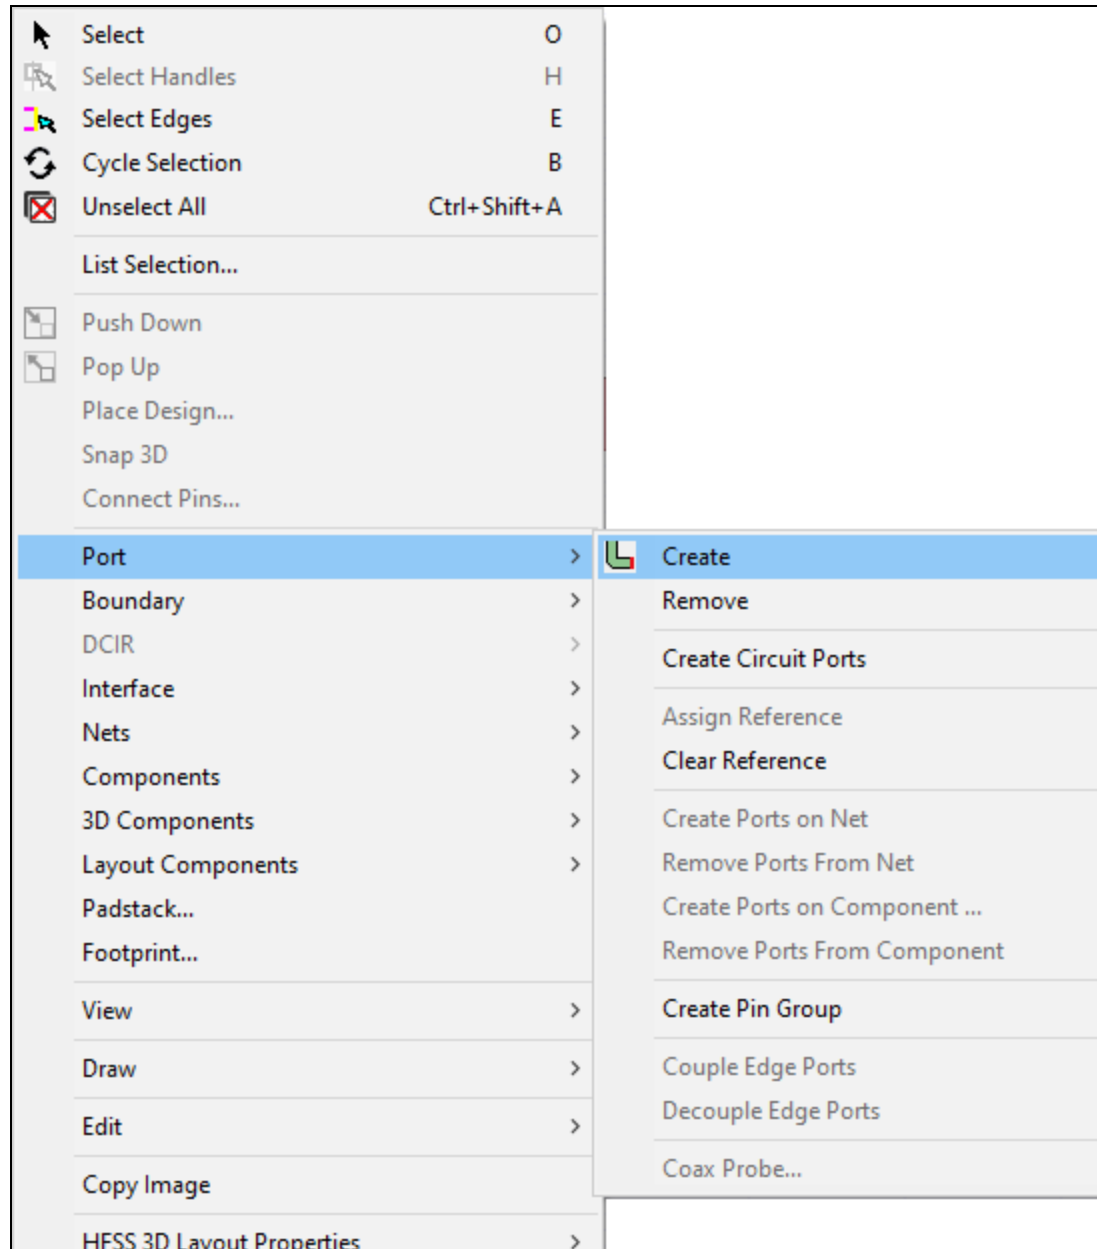 Select O
Select Handles H
Select Edges E
Cycle Selection B
Unselect All Ctrl+Shift+A
List Selection...
Push Down
Pop Up
Place Design...
Snap 3D
Connect Pins...
Port
Boundary
DCIR
Interface
Nets
Components
3D Components
Layout Components
Padstack...
Footprint...
View
Draw
Edit
Copy Image
HFSS 3D Layout Properties
Create
Remove
Create Circuit Ports
Assign Reference
Clear Reference
Create Ports on Net
Remove Ports From Net
Create Ports on Component ...
Remove Ports From Component
Create Pin Group
Couple Edge Ports
Decouple Edge Ports
Coax Probe...